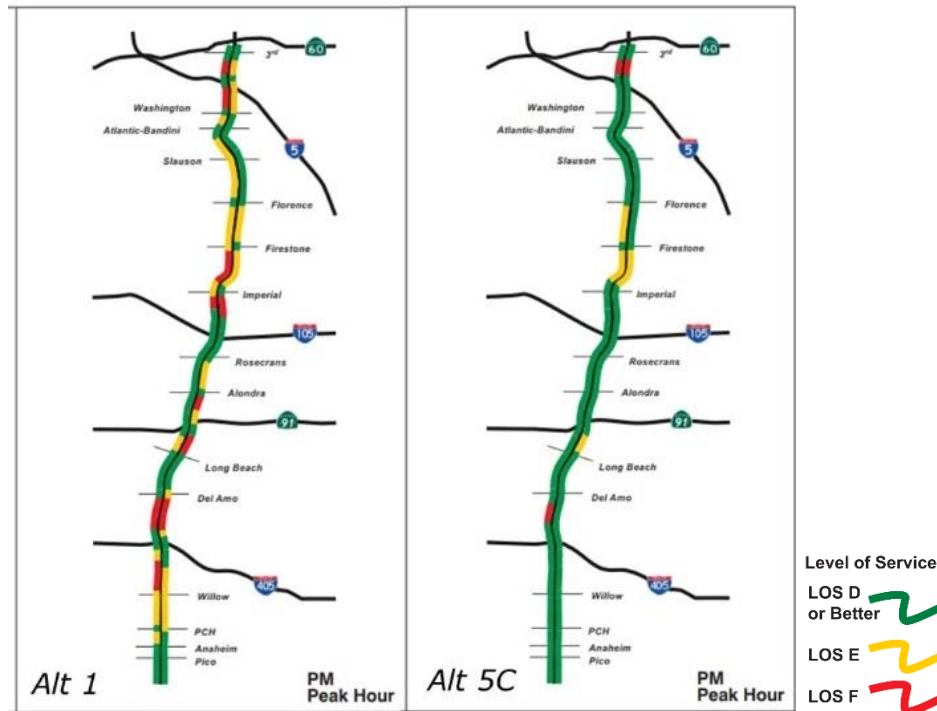 60
3rd
Washington
Atlantic-Bandini
5
Slauson
Florence
Firestone
Imperial
105
Rosecrans
Alondra
91
Long Beach
Del Amo
405
Willow
PCH
Anaheim
Pico
Alt 1
PM
Peak Hour
60
3rd
Washington
Atlantic-Bandini
5
Slauson
Florence
Firestone
Imperial
105
Rosecrans
Alondra
91
Long Beach
Del Amo
405
Willow
PCH
Anaheim
Pico
Alt 5C
PM
Peak Hour
Level of Service
LOS D
or Better
LOS E
LOS F